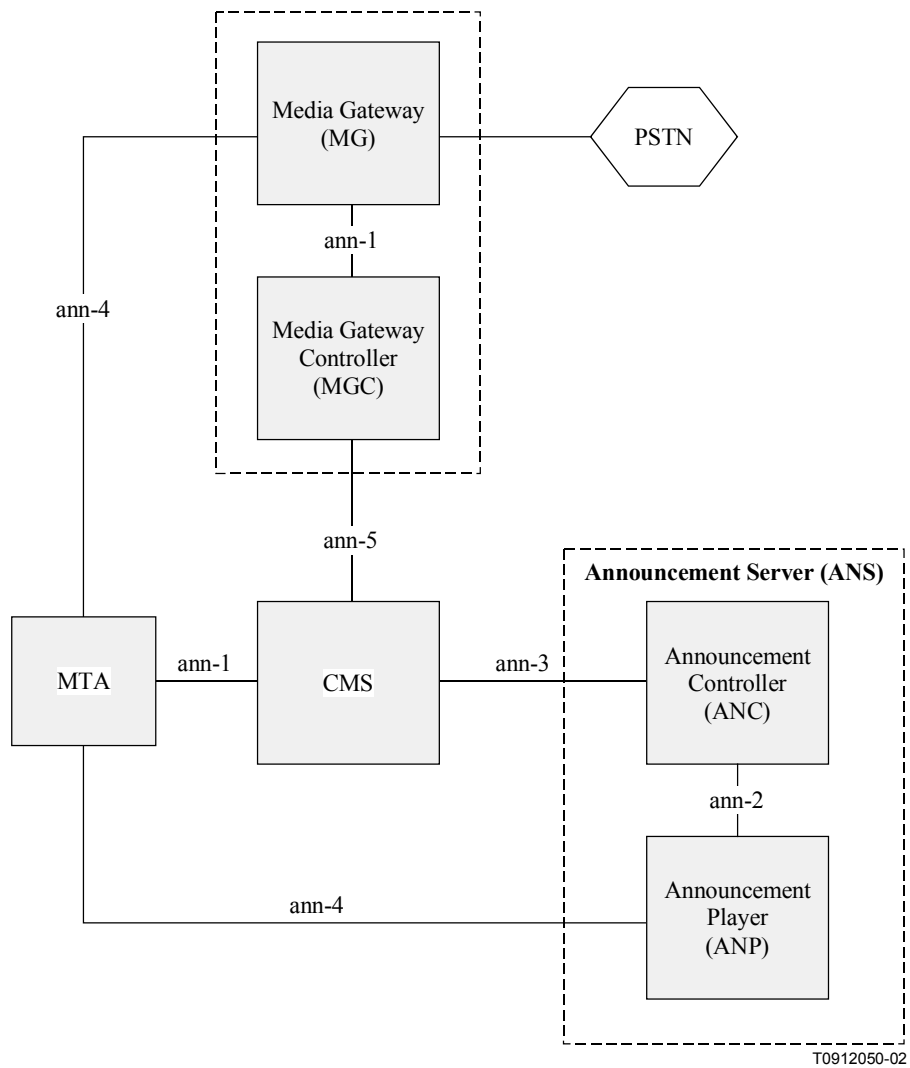 Media Gateway
(MG)
PSTN
ann-1
ann-4
Media Gateway
Controller
(MGC)
ann-5
Announcement Server (ANS)
MTA
ann-1
CMS
ann-3
Announcement
Controller
(ANC)
ann-2
ann-4
Announcement
Player
(ANP)
T0912050-02